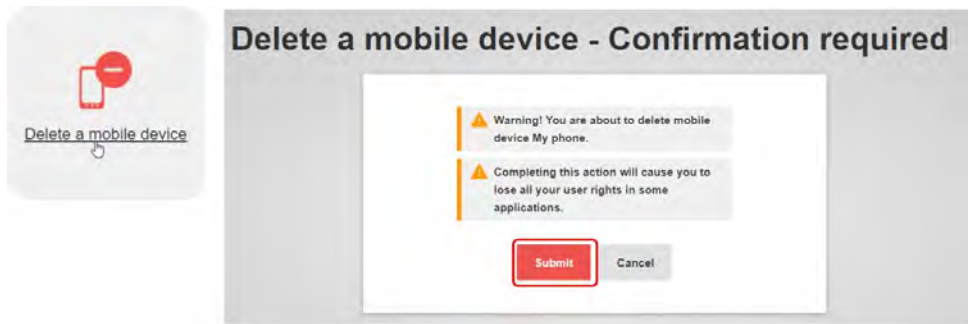 Delete a mobile device
Delete a mobile device - Confirmation required
Warning! You are about to delete mobile
device My phone.
Completing this action will cause you to
lose all your user rights in some
applications.
Submit
Cancel